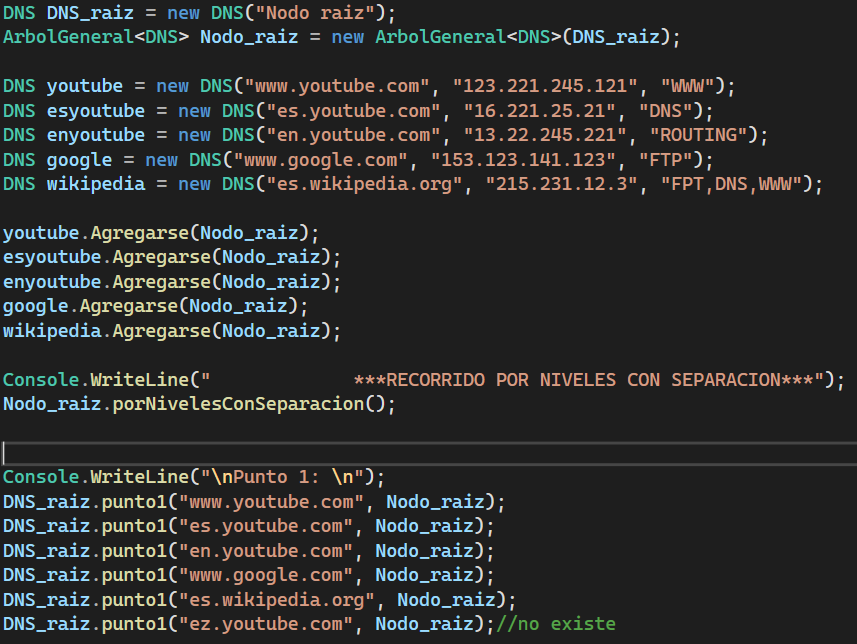 DNS DNS_raiz = new DNS("Nodo raiz");
ArbolGeneral<DNS> Nodo_raiz = new ArbolGeneral<DNS>(DNS_raiz);
DNS youtube = new DNS("www.youtube.com", "123.221.245.121", "WWW");
DNS esyoutube = new DNS("es.youtube.com", "16.221.25.21", "DNS");
DNS enyoutube = new DNS("en.youtube.com", "13.22.245.221", "ROUTING");
DNS google = new DNS("www.google.com", "153.123.141.123", "FTP");
DNS wikipedia = new DNS("es.wikipedia.org", "215.231.12.3", "FPT,DNS,WWW");
youtube.Agregarse(Nodo_raiz);
esyoutube.Agregarse(Nodo_raiz);
enyoutube.Agregarse(Nodo_raiz);
google.Agregarse(Nodo_raiz);
wikipedia.Agregarse(Nodo_raiz);
Console.WriteLine("             ***RECORRIDO POR NIVELES CON SEPARACION***");
Nodo_raiz.porNivelesConSeparacion();
Console.WriteLine("\nPunto 1: \n");
DNS_raiz.punto1("www.youtube.com", Nodo_raiz);
DNS_raiz.punto1("es.youtube.com", Nodo_raiz);
DNS_raiz.punto1("en.youtube.com", Nodo_raiz);
DNS_raiz.punto1("www.google.com", Nodo_raiz);
DNS_raiz.punto1("es.wikipedia.org", Nodo_raiz);
DNS_raiz.punto1("ez.youtube.com", Nodo_raiz);//no existe